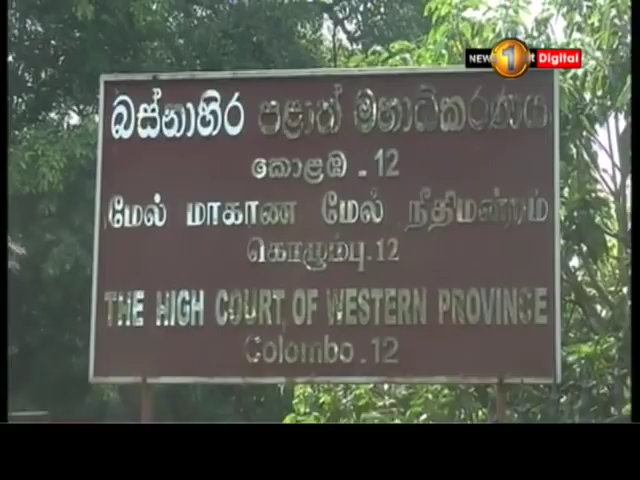 NEWS 1st Digital
බස්නාහිර පළාත් මහාධිකරණය
කොළඹ . 12
மேல் மாகாண மேல் நீதிமன்றம்
கொழும்பு . 12
THE HIGH COURT OF WESTERN PROVINCE
Colombo . 12